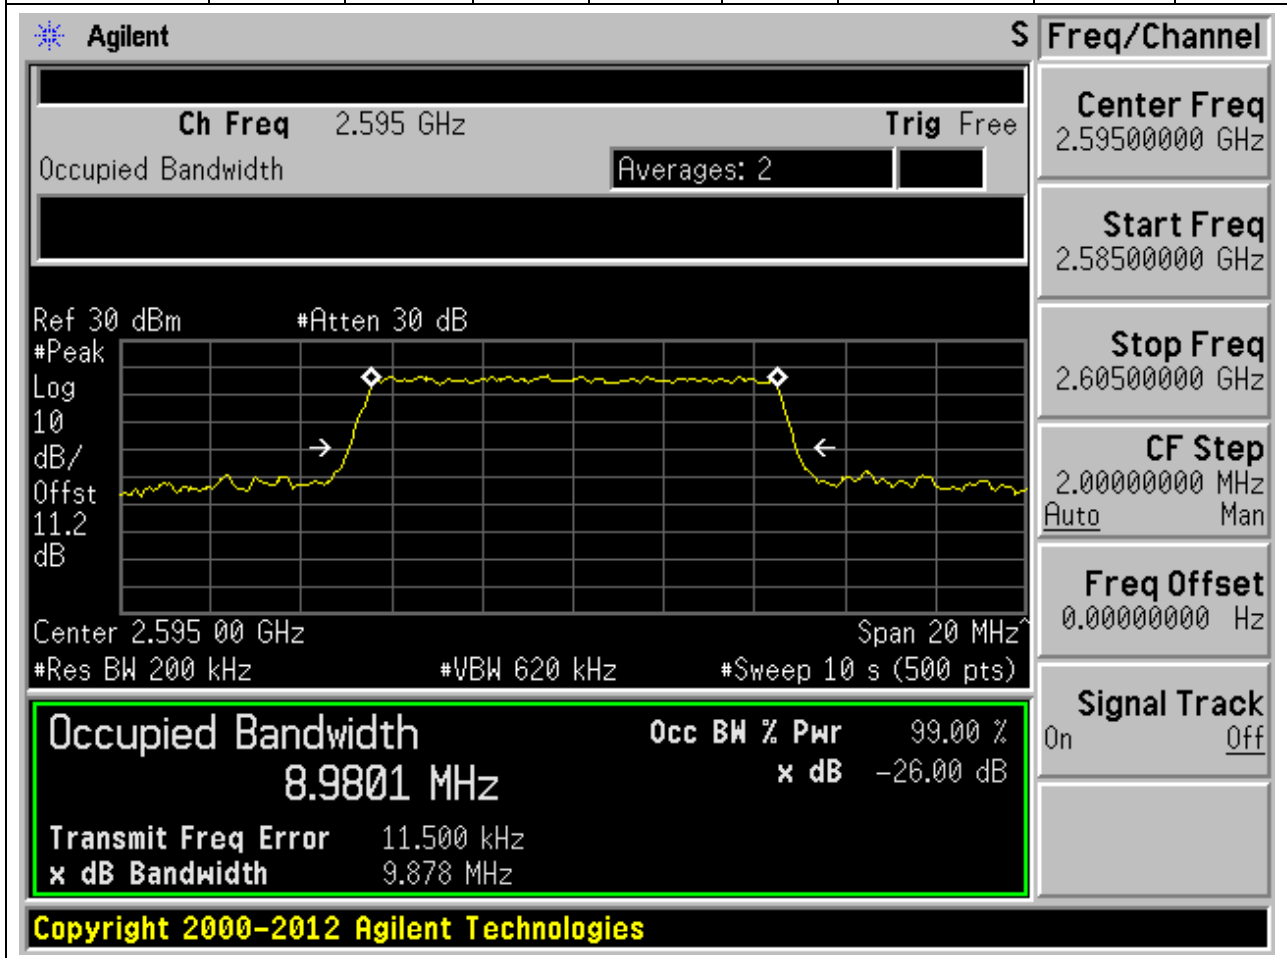 Agilent S Freq/Channel
Ch Freq 2.595 GHz Trig Free
Occupied Bandwidth Averages: 2
Center Freq
2.59500000 GHz
Start Freq
2.58500000 GHz
Stop Freq
2.60500000 GHz
CF Step
2.00000000 MHz
Auto Man
Freq Offset
0.00000000 Hz
Signal Track
On Off
Ref 30 dBm #Atten 30 dB
#Peak
Log
10
dB/
Offst
11.2
dB
Center 2.595 00 GHz Span 20 MHz^
#Res BW 200 kHz #VBW 620 kHz #Sweep 10 s (500 pts)
Occupied Bandwidth Occ BW % Pwr 99.00 %
8.9801 MHz x dB -26.00 dB
Transmit Freq Error 11.500 kHz
x dB Bandwidth 9.878 MHz
Copyright 2000-2012 Agilent Technologies